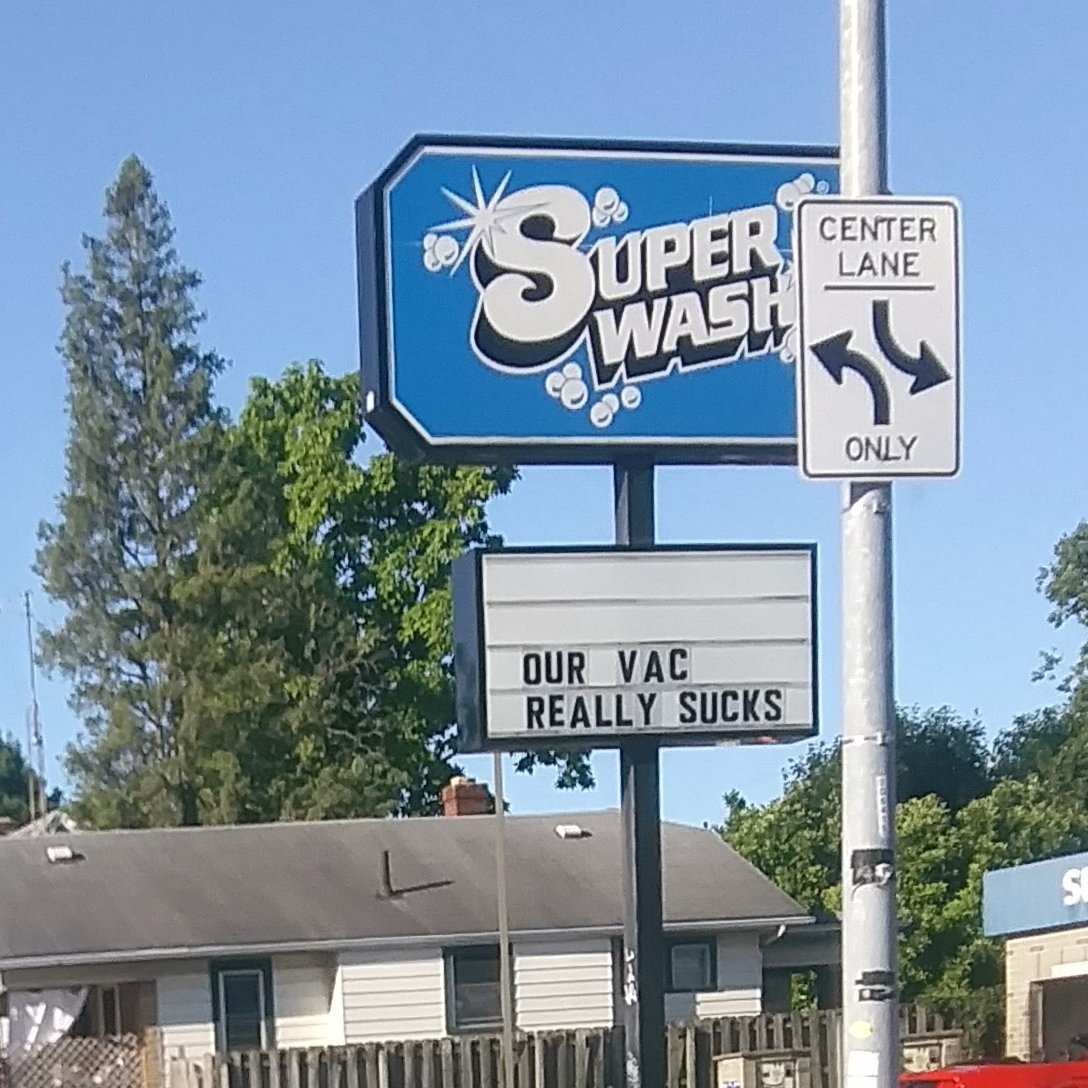 SUPER
WASH
CENTER
LANE
ONLY
OUR VAC
REALLY SUCKS